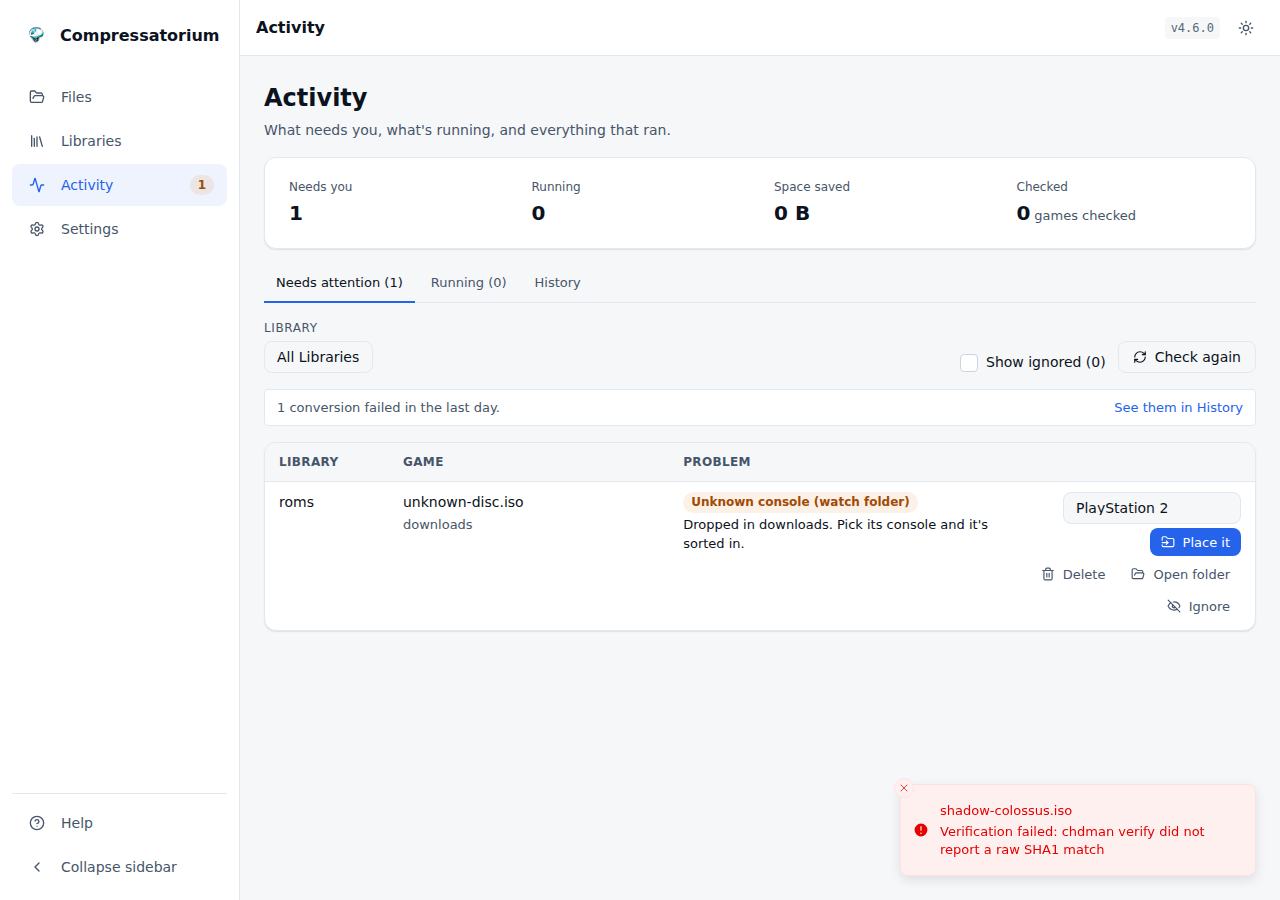 Compressatorium
Activity
v4.6.0
Files
Libraries
Activity 1
Settings
Help
Collapse sidebar
Activity
What needs you, what's running, and everything that ran.
Needs you
1
Running
0
Space saved
0 B
Checked
0 games checked
Needs attention (1)
Running (0)
History
LIBRARY
All Libraries
Show ignored (0)
Check again
1 conversion failed in the last day.
See them in History
LIBRARY
GAME
PROBLEM
roms
unknown-disc.iso
downloads
Unknown console (watch folder)
Dropped in downloads. Pick its console and it's
sorted in.
PlayStation 2
Place it
Delete
Open folder
Ignore
shadow-colossus.iso
Verification failed: chdman verify did not
report a raw SHA1 match